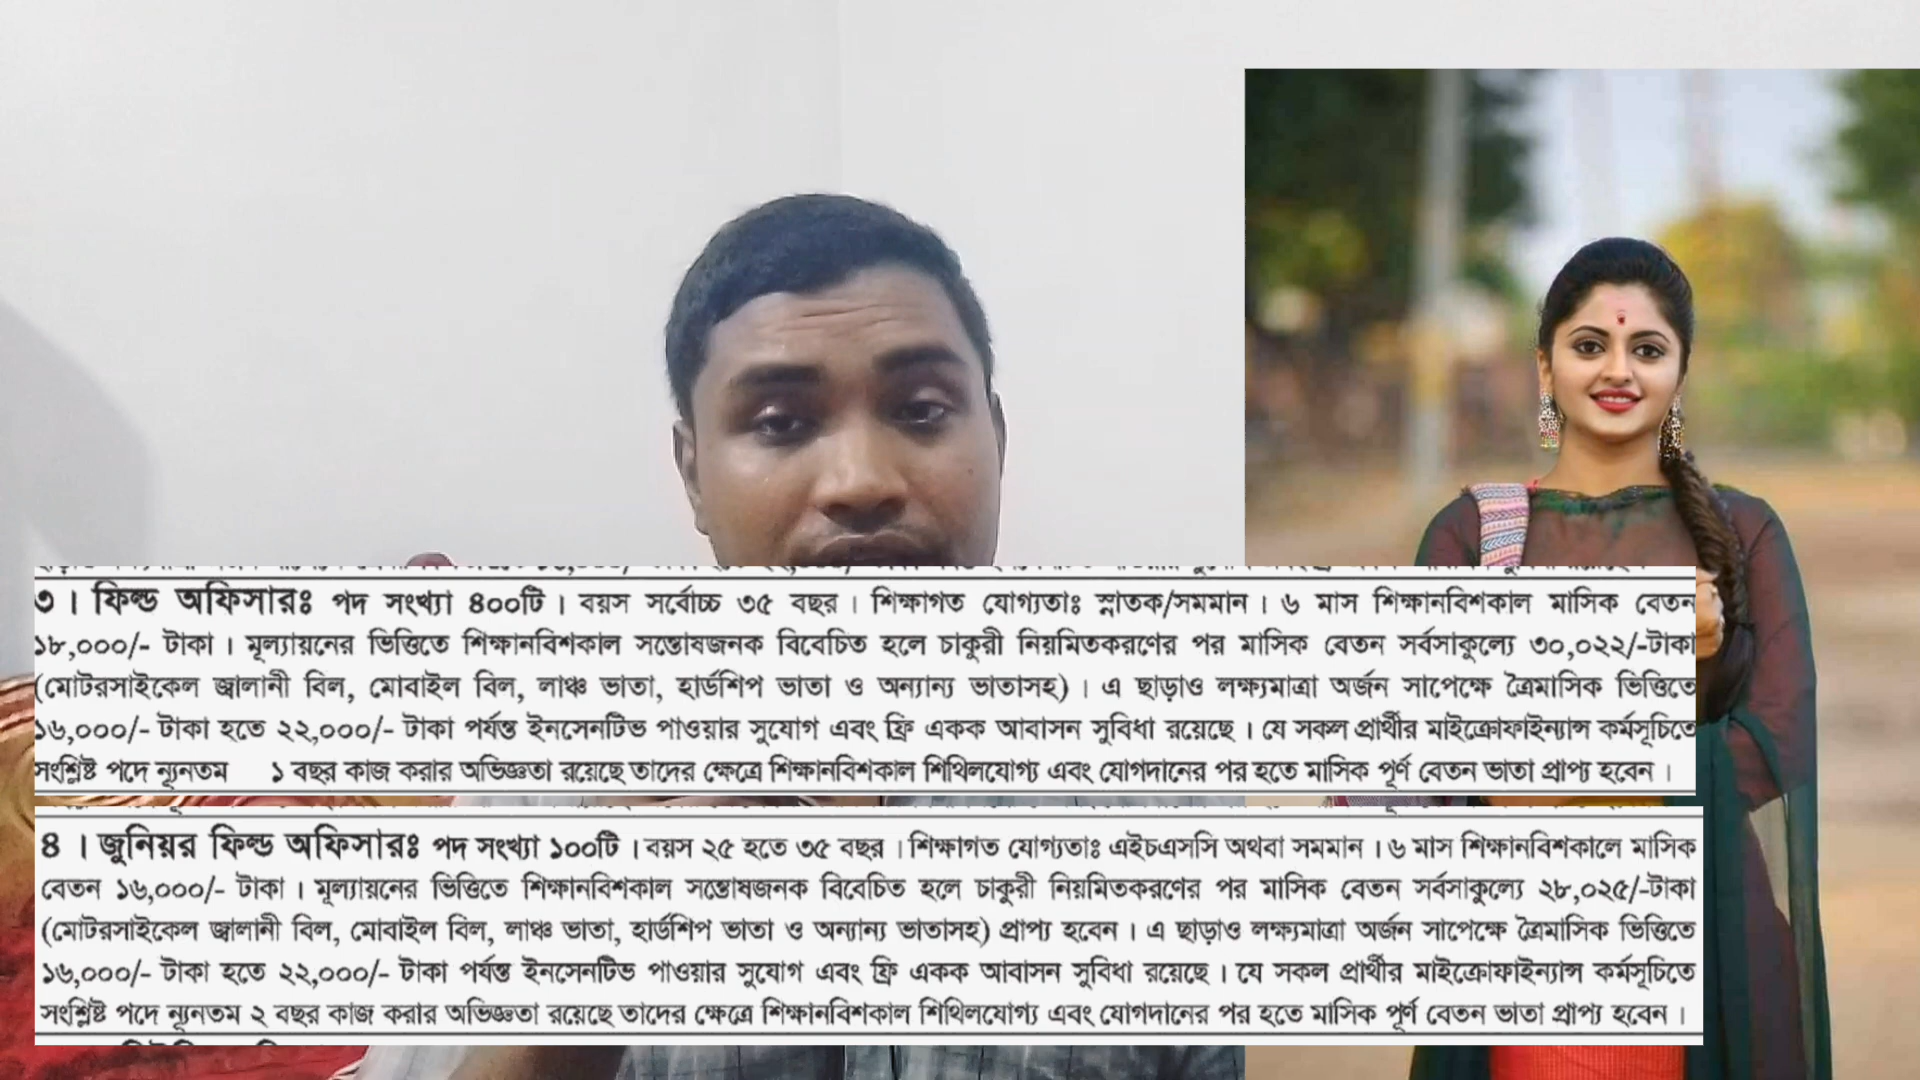 ৩। ফিল্ড অফিসারঃ পদ সংখ্যা ৪০০টি। বয়স সর্বোচ্চ ৩৫ বছর। শিক্ষাগত যোগ্যতাঃ স্নাতক/সমমান। ৬ মাস শিক্ষানবিশকাল মাসিক বেতন
১৮,০০০/- টাকা। মূল্যায়নের ভিত্তিতে শিক্ষানবিশকাল সন্তোষজনক বিবেচিত হলে চাকুরী নিয়মিতকরণের পর মাসিক বেতন সর্বসাকুল্যে ৩০,০২২/-টাকা
(মোটরসাইকেল জ্বালানী বিল, মোবাইল বিল, লাঞ্চ ভাতা, হার্ডশিপ ভাতা ও অন্যান্য ভাতাসহ)। এ ছাড়াও লক্ষ্যমাত্রা অর্জন সাপেক্ষে ত্রৈমাসিক ভিত্তিতে
১৬,০০০/- টাকা হতে ২২,০০০/- টাকা পর্যন্ত ইনসেনটিভ পাওয়ার সুযোগ এবং ফ্রি একক আবাসন সুবিধা রয়েছে। যে সকল প্রার্থীর মাইক্রোফাইন্যান্স কর্মসূচিতে
সংশ্লিষ্ট পদে ন্যূনতম ১ বছর কাজ করার অভিজ্ঞতা রয়েছে তাদের ক্ষেত্রে শিক্ষানবিশকাল শিথিলযোগ্য এবং যোগদানের পর হতে মাসিক পূর্ণ বেতন ভাতা প্রাপ্য হবেন।
৪। জুনিয়র ফিল্ড অফিসারঃ পদ সংখ্যা ১০০টি। বয়স ২৫ হতে ৩৫ বছর। শিক্ষাগত যোগ্যতাঃ এইচএসসি অথবা সমমান। ৬ মাস শিক্ষানবিশকালে মাসিক
বেতন ১৬,০০০/- টাকা। মূল্যায়নের ভিত্তিতে শিক্ষানবিশকাল সন্তোষজনক বিবেচিত হলে চাকুরী নিয়মিতকরণের পর মাসিক বেতন সর্বসাকুল্যে ২৮,০২৫/-টাকা
(মোটরসাইকেল জ্বালানী বিল, মোবাইল বিল, লাঞ্চ ভাতা, হার্ডশিপ ভাতা ও অন্যান্য ভাতাসহ) প্রাপ্য হবেন। এ ছাড়াও লক্ষ্যমাত্রা অর্জন সাপেক্ষে ত্রৈমাসিক ভিত্তিতে
১৬,০০০/- টাকা হতে ২২,০০০/- টাকা পর্যন্ত ইনসেনটিভ পাওয়ার সুযোগ এবং ফ্রি একক আবাসন সুবিধা রয়েছে। যে সকল প্রার্থীর মাইক্রোফাইন্যান্স কর্মসূচিতে
সংশ্লিষ্ট পদে ন্যূনতম ২ বছর কাজ করার অভিজ্ঞতা রয়েছে তাদের ক্ষেত্রে শিক্ষানবিশকাল শিথিলযোগ্য এবং যোগদানের পর হতে মাসিক পূর্ণ বেতন ভাতা প্রাপ্য হবেন।